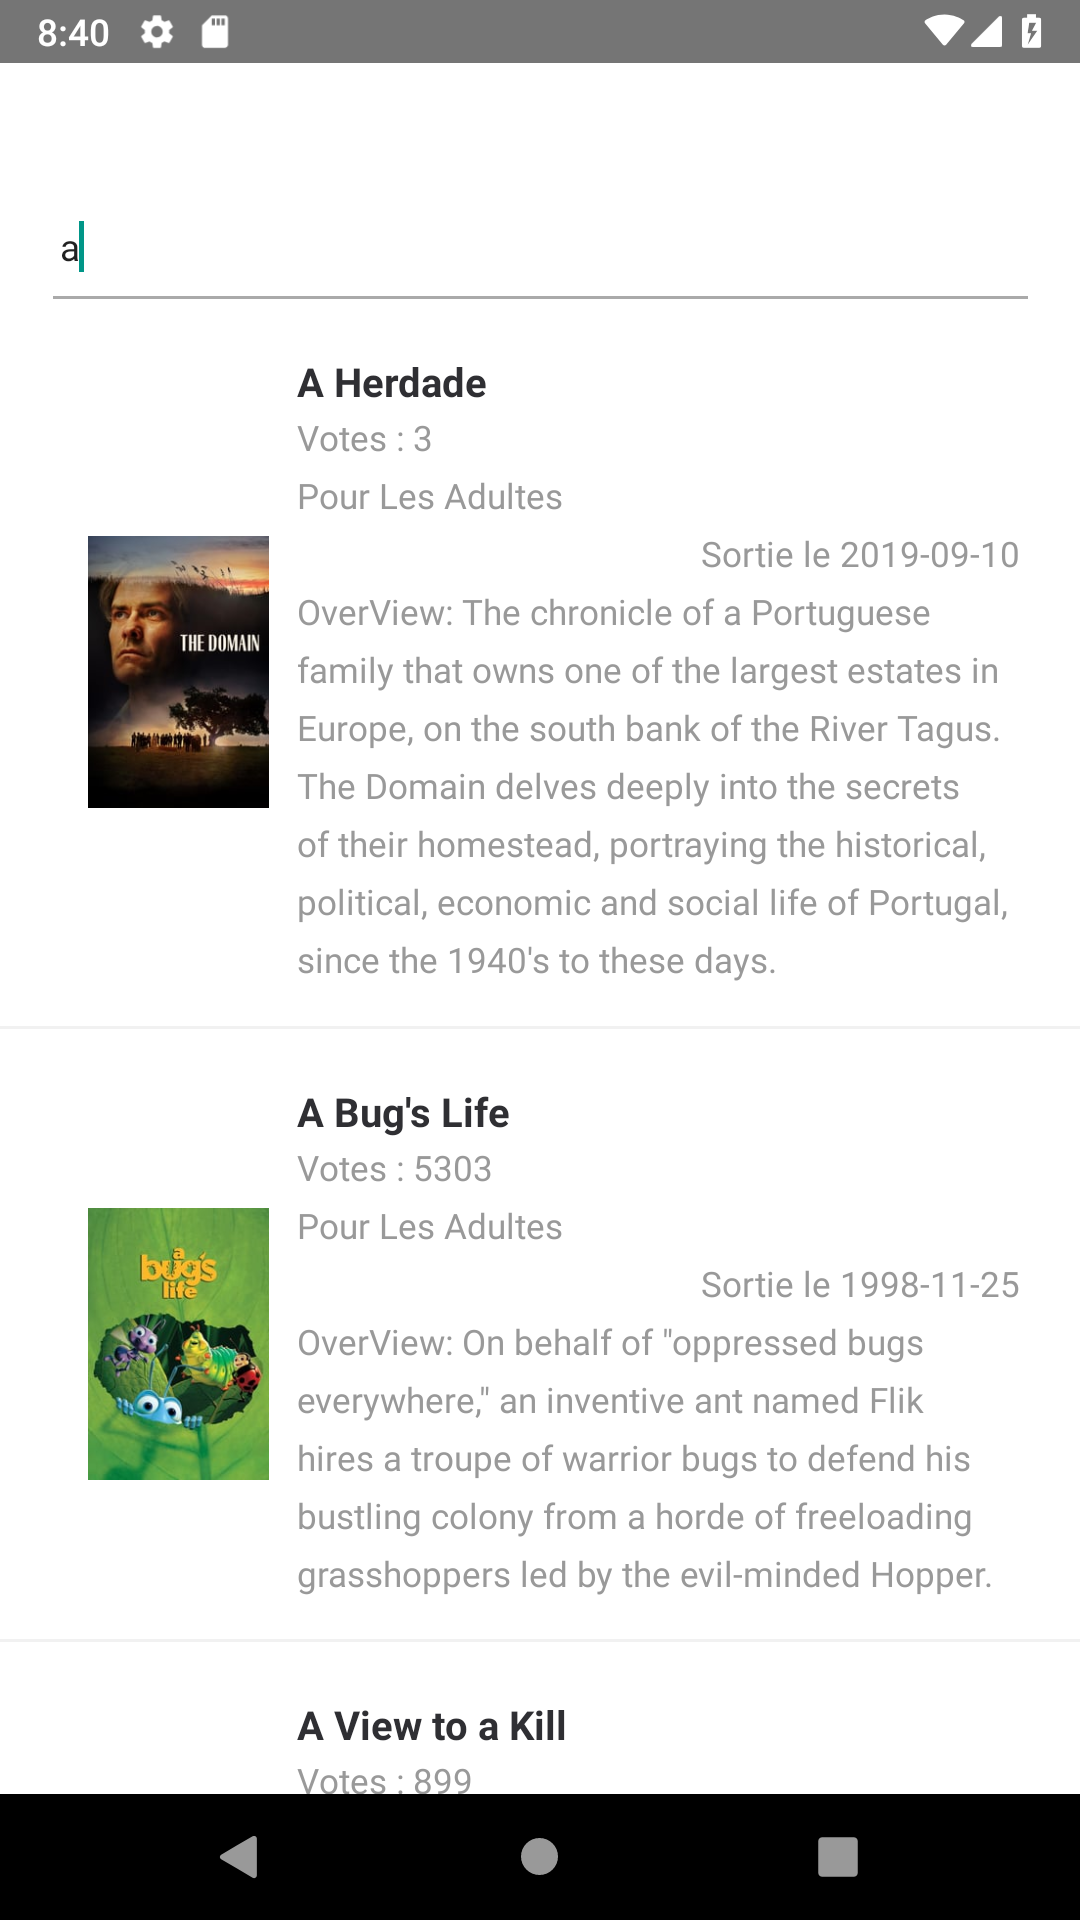 8:40
a
A Herdade
Votes : 3
Pour Les Adultes
Sortie le 2019-09-10
THE DOMAIN
OverView: The chronicle of a Portuguese
family that owns one of the largest estates in
Europe, on the south bank of the River Tagus.
The Domain delves deeply into the secrets
of their homestead, portraying the historical,
political, economic and social life of Portugal,
since the 1940's to these days.
A Bug's Life
Votes : 5303
Pour Les Adultes
Sortie le 1998-11-25
a
bug's
life
OverView: On behalf of "oppressed bugs
everywhere," an inventive ant named Flik
hires a troupe of warrior bugs to defend his
bustling colony from a horde of freeloading
grasshoppers led by the evil-minded Hopper.
A View to a Kill
Votes : 899